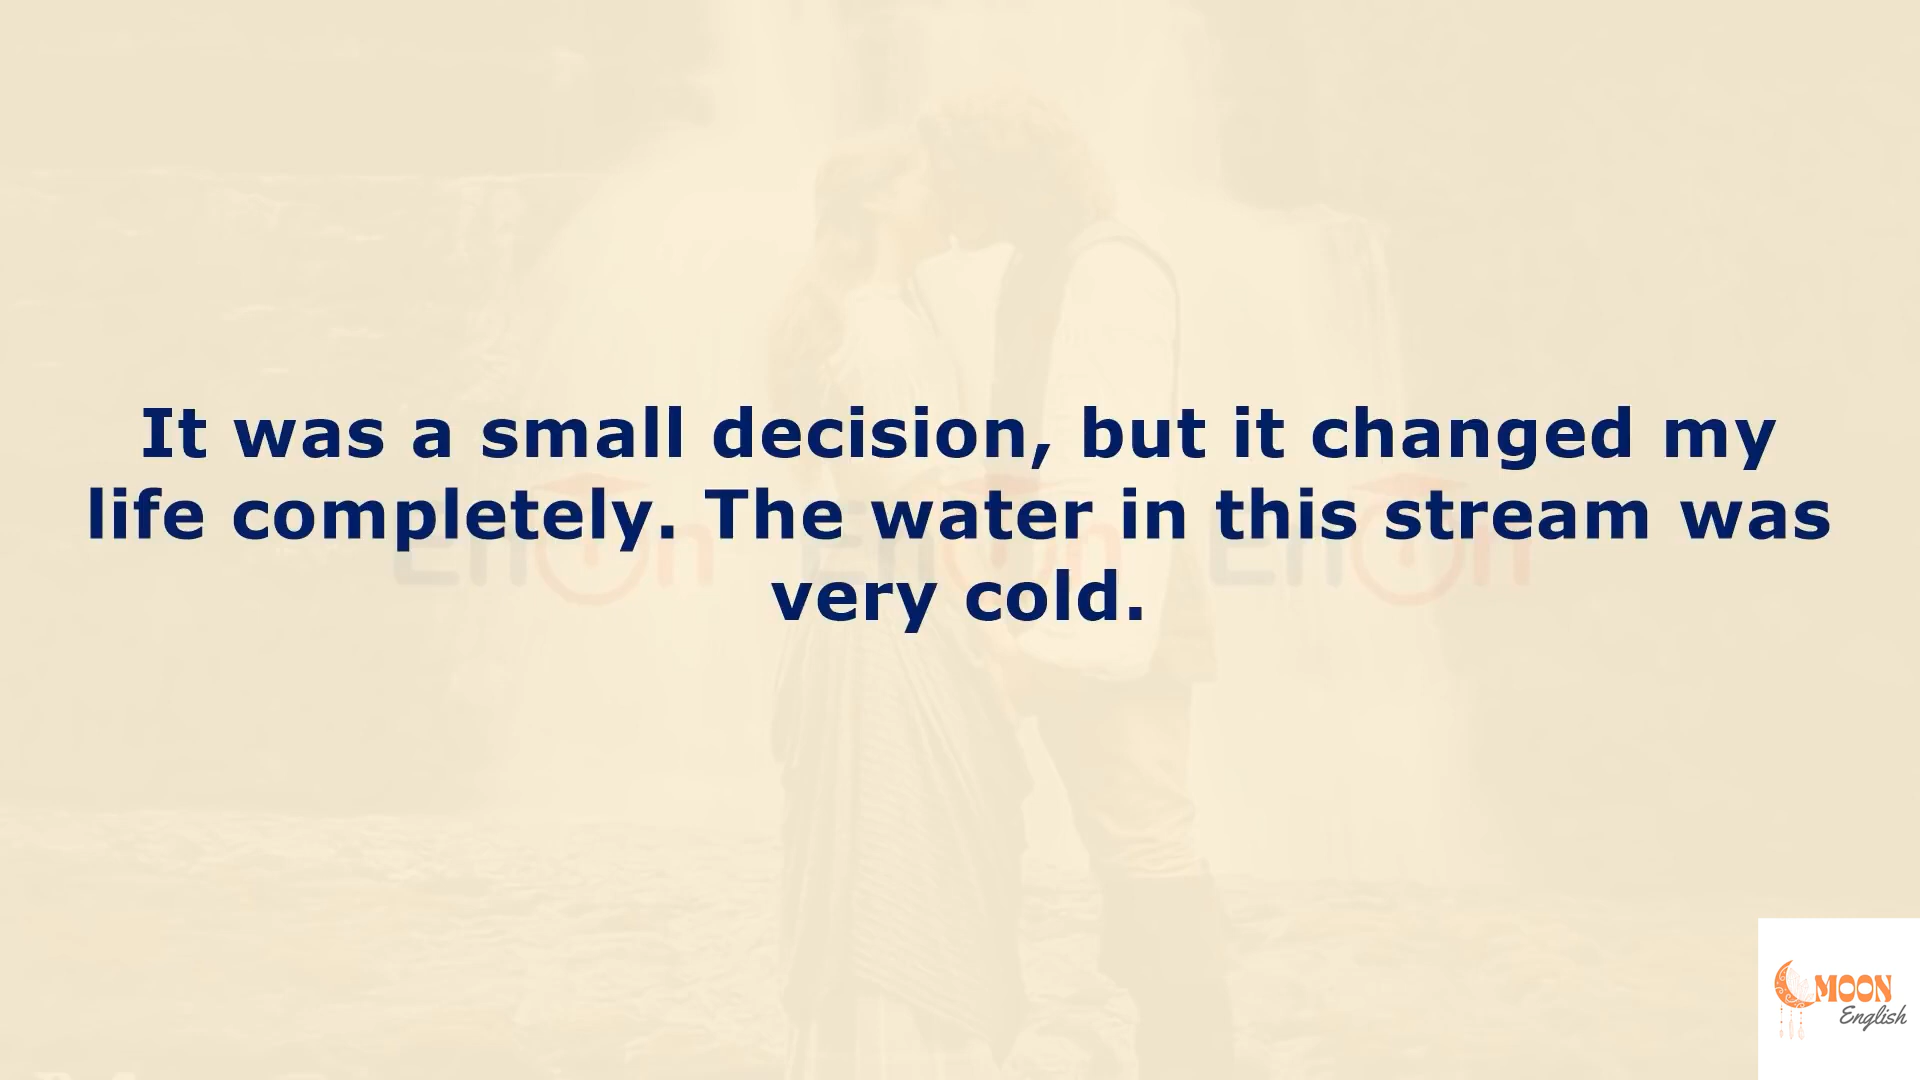 It was a small decision, but it changed my
life completely. The water in this stream was
very cold.
MOON
English